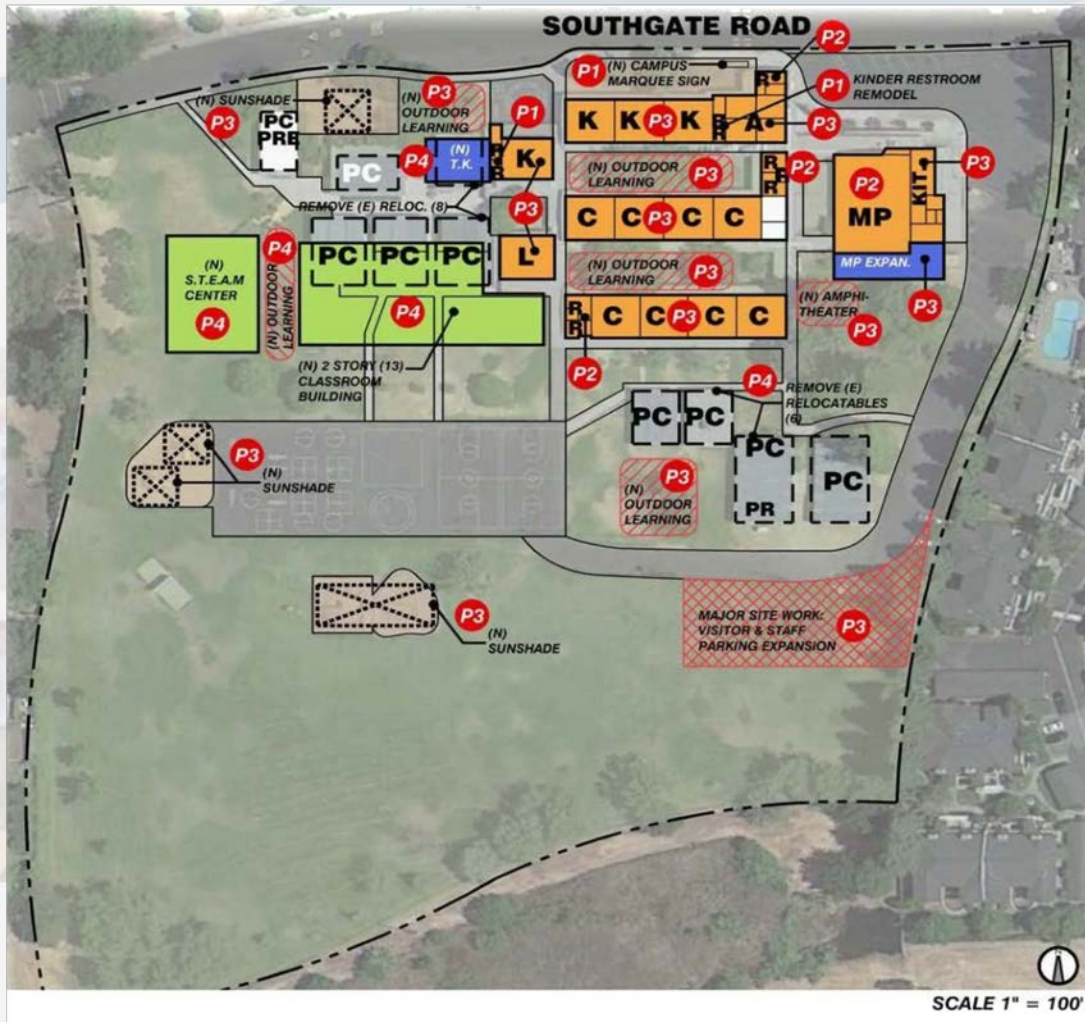 SOUTHGATE ROAD
P2
P1 (N) CAMPUS
MARQUEE SIGN
R
R
P1 KINDER RESTROOM
REMODEL
(N) SUNSHADE
P3
PC
PRE
P3
(N)
OUTDOOR
LEARNING
P1
K K P3 K
R
R
A
P3
P4
(N)
T.K.
R
R
K
PC
REMOVE (E) RELOC. (8)
P3
(N) OUTDOOR
LEARNING
P3
R
R
P2
P2
MP
KIT.
P3
C C P3 C C
MP EXPAN.
P3
PC PC PC
L
(N)
S.T.E.A.M
CENTER
P4
P4
(N) OUTDOOR
LEARNING
P4
(N) OUTDOOR
LEARNING
P3
(N) AMPHI-
THEATER
P3
R
R
C C P3 C C
P2
(N) 2 STORY (13)
CLASSROOM
BUILDING
P4
REMOVE (E)
RELOCATABLES
(6)
PC PC
PC
PR
PC
P3
(N)
SUNSHADE
P3
(N)
OUTDOOR
LEARNING
P3
(N)
SUNSHADE
MAJOR SITE WORK:
VISITOR & STAFF
PARKING EXPANSION
P3
SCALE 1" = 100'